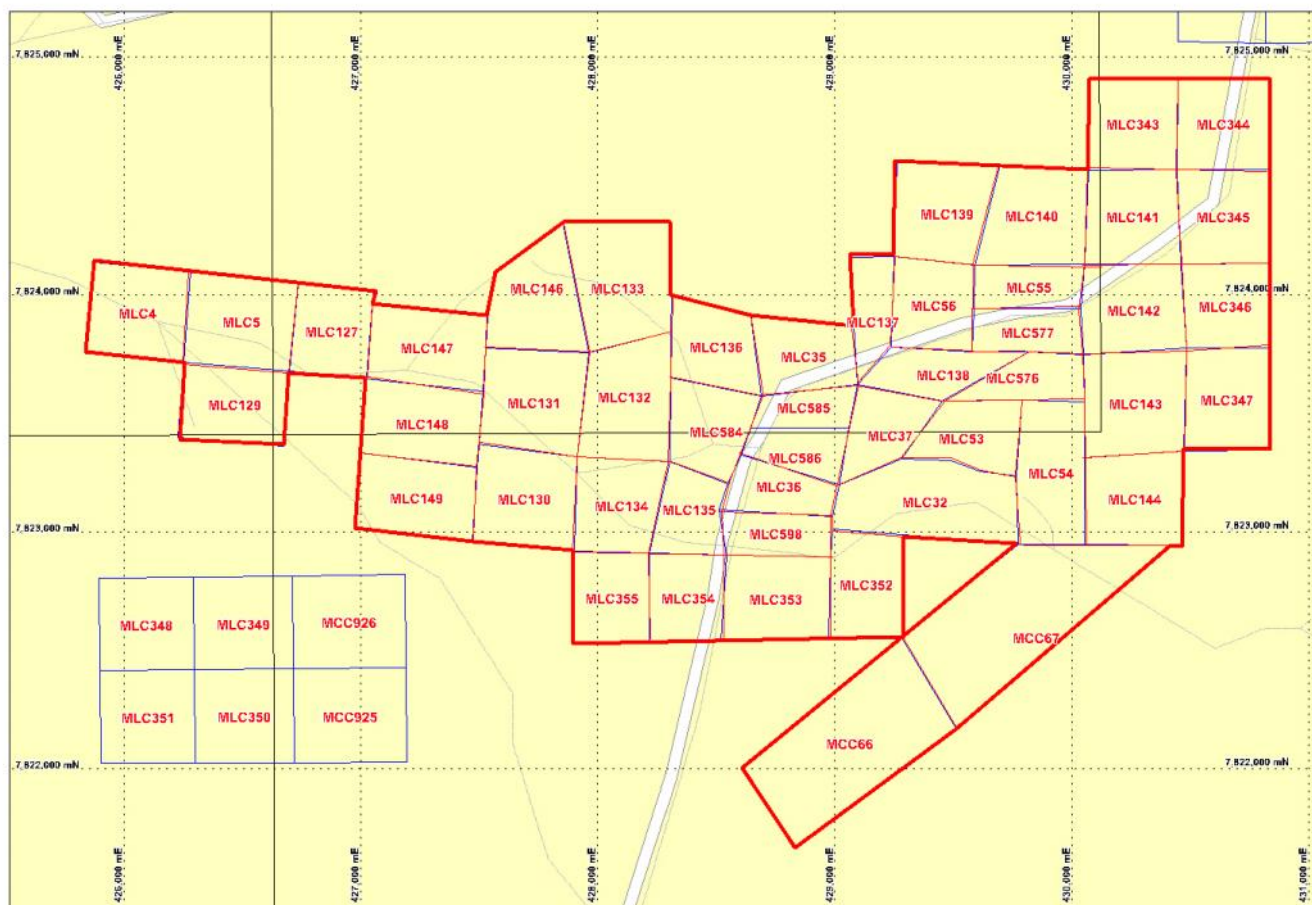 7,825,000 mN
7,825,000 mN
426,000 mE
427,000 mE
428,000 mE
429,000 mE
430,000 mE
MLC343
MLC344
MLC139
MLC140
MLC141
MLC345
MLC146
MLC133
7,824,000 mN
7,824,000 mN
MLC4
MLC5
MLC127
MLC147
MLC136
MLC35
MLC137
MLC56
MLC55
MLC577
MLC142
MLC346
MLC129
MLC148
MLC131
MLC132
MLC138
MLC576
MLC585
MLC584
MLC37
MLC53
MLC143
MLC347
MLC586
MLC36
MLC54
MLC149
MLC130
MLC134
MLC135
MLC32
MLC144
7,823,000 mN
7,823,000 mN
MLC598
MLC355
MLC354
MLC353
MLC352
MCC67
MLC348
MLC349
MCC926
MLC351
MLC350
MCC925
MCC66
7,822,000 mN
7,822,000 mN
426,000 mE
427,000 mE
428,000 mE
429,000 mE
430,000 mE
431,000 mE